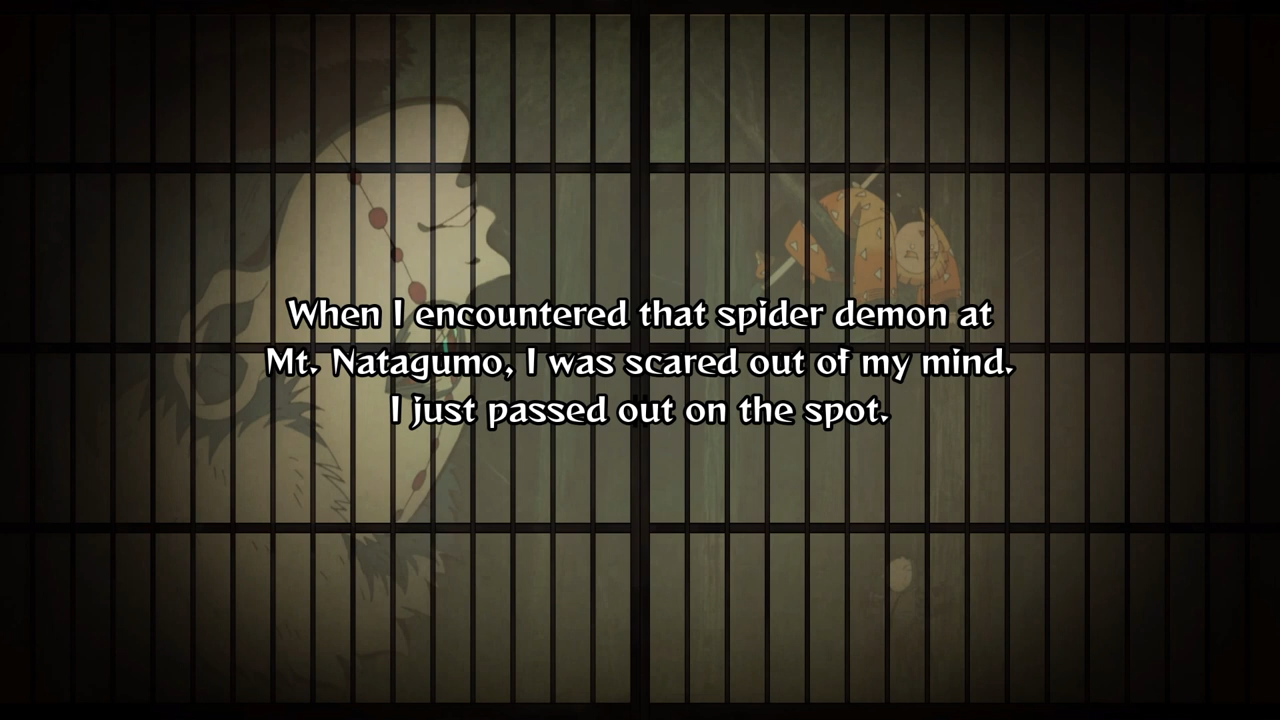 When I encountered that spider demon at
Mt. Natagumo, I was scared out of my mind.
I just passed out on the spot.